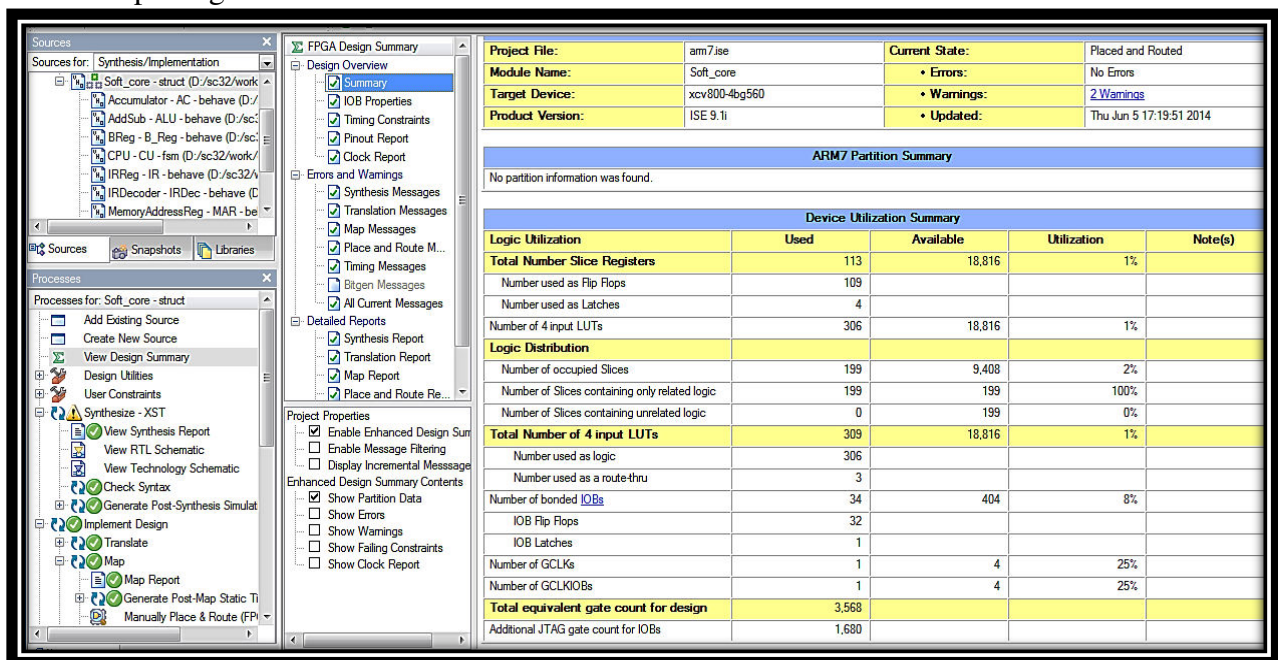 Sources
Sources for: Synthesis/Implementation
Soft_core - struct (D:/sc32/work
Accumulator - AC - behave (D:/
AddSub - ALU - behave (D:/sc:
BReg - B_Reg - behave (D:/sc:
CPU - CU - fsm (D:/sc32/work/
IRReg - IR - behave (D:/sc32/v
IRDecoder - IRDec - behave (D
MemoryAddressReg - MAR - be
Sources Snapshots Libraries
Processes
Processes for: Soft_core - struct
Add Existing Source
Create New Source
View Design Summary
Design Utilities
User Constraints
Synthesize - XST
View Synthesis Report
View RTL Schematic
View Technology Schematic
Check Syntax
Generate Post-Synthesis Simulat
Implement Design
Translate
Map
Map Report
Generate Post-Map Static Ti
Manually Place & Route (FP
FPGA Design Summary
Design Overview
Summary
IOB Properties
Timing Constraints
Pinout Report
Clock Report
Errors and Warnings
Synthesis Messages
Translation Messages
Map Messages
Place and Route M...
Timing Messages
Bitgen Messages
All Current Messages
Detailed Reports
Synthesis Report
Translation Report
Map Report
Place and Route Re...
Project Properties
Enable Enhanced Design Sum
Enable Message Filtering
Display Incremental Messsage
Enhanced Design Summary Contents
Show Partition Data
Show Errors
Show Warnings
Show Failing Constraints
Show Clock Report
Project File: arm7.ise Current State: Placed and Routed
Module Name: Soft_core • Errors: No Errors
Target Device: xcv800-4bg560 • Warnings: 2 Warnings
Product Version: ISE 9.1i • Updated: Thu Jun 5 17:19:51 2014
ARM7 Partition Summary
No partition information was found.
Device Utilization Summary
Logic Utilization Used Available Utilization Note(s)
Total Number Slice Registers 113 18,816 1%
Number used as Flip Flops 109
Number used as Latches 4
Number of 4 input LUTs 306 18,816 1%
Logic Distribution
Number of occupied Slices 199 9,408 2%
Number of Slices containing only related logic 199 199 100%
Number of Slices containing unrelated logic 0 199 0%
Total Number of 4 input LUTs 309 18,816 1%
Number used as logic 306
Number used as a route-thru 3
Number of bonded IOBs 34 404 8%
IOB Flip Flops 32
IOB Latches 1
Number of GCLKs 1 4 25%
Number of GCLKIOBs 1 4 25%
Total equivalent gate count for design 3,568
Additional JTAG gate count for IOBs 1,680